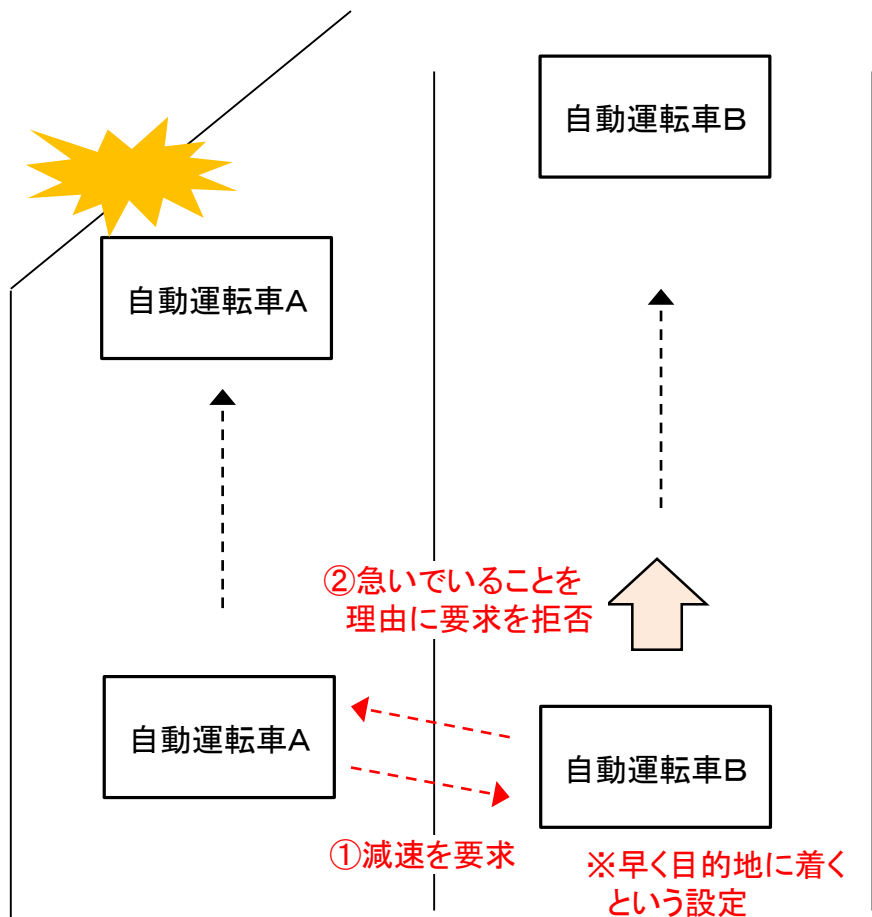 自動運転車B
自動運転車A
②急いでいることを
理由に要求を拒否
自動運転車A
自動運転車B
①減速を要求
※早く目的地に着く
という設定